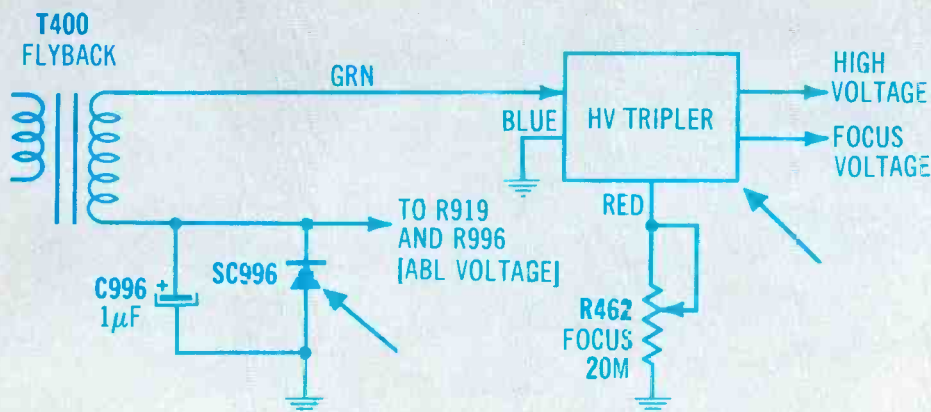 T400
FLYBACK
GRN
BLUE
HV TRIPLER
HIGH
VOLTAGE
FOCUS
VOLTAGE
RED
TO R919
AND R996
[ABL VOLTAGE]
C996
+
1µF
SC996
R462
FOCUS
20M